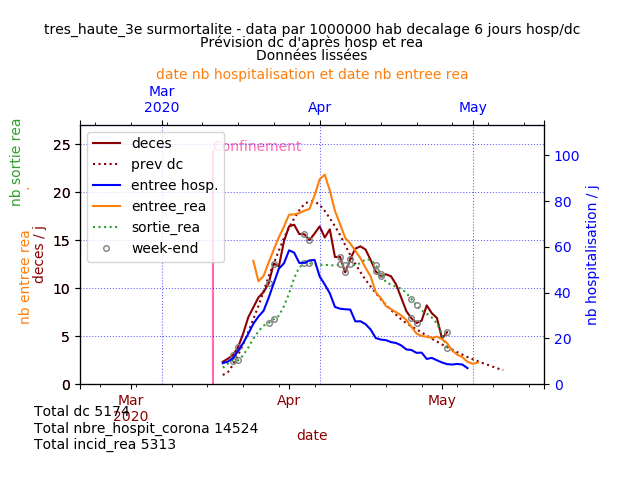 tres_haute_3e surmortalite - data par 1000000 hab decalage 6 jours hosp/dc
Prévision dc d'après hosp et rea
Données lissées
date nb hospitalisation et date nb entree rea
Mar
2020
Apr
May
Confinement
deces
prev dc
entree hosp.
entree_rea
sortie_rea
week-end
nb sortie rea
.
nb entree rea
deces / j
nb hospitalisation / j
25
20
15
10
5
0
100
80
60
40
20
0
Mar
2020
Apr
May
date
Total dc 5174
Total nbre_hospit_corona 14524
Total incid_rea 5313